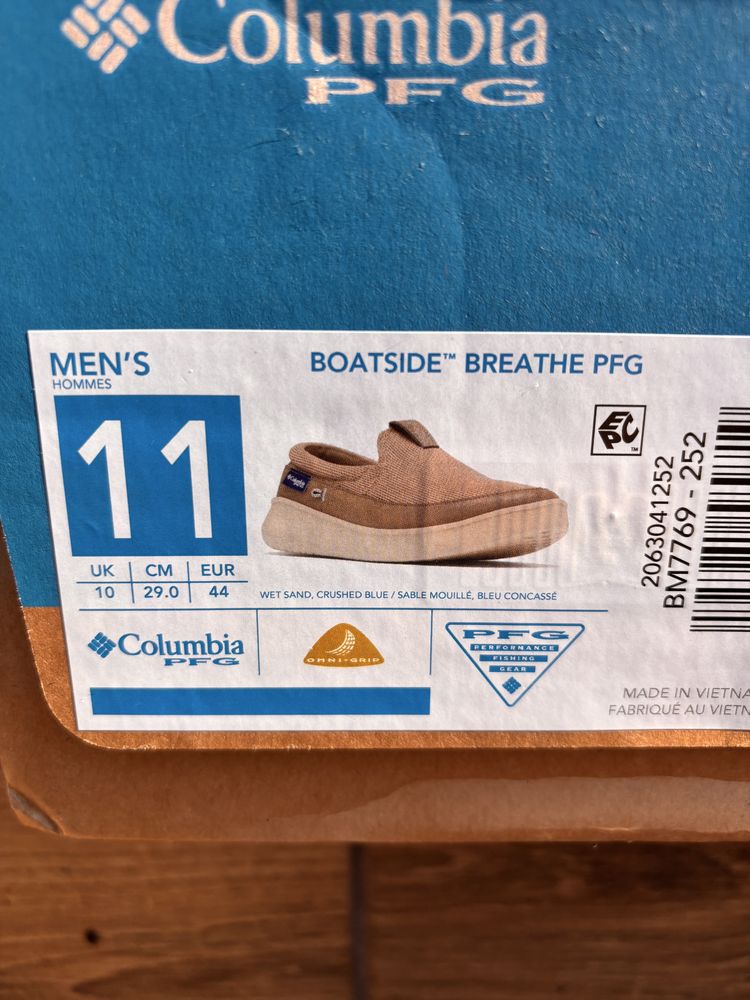 Columbia
PFG
MEN'S
HOMMES
BOATSIDE™ BREATHE PFG
11
EPC™
UK | CM | EUR
10 | 29.0 | 44
WET SAND, CRUSHED BLUE / SABLE MOUILLÉ, BLEU CONCASSÉ
2063041252
BM7769 - 252
Columbia
PFG
OMNI-GRIP
PFG
PERFORMANCE
FISHING
GEAR
MADE IN VIETNA
FABRIQUÉ AU VIETN